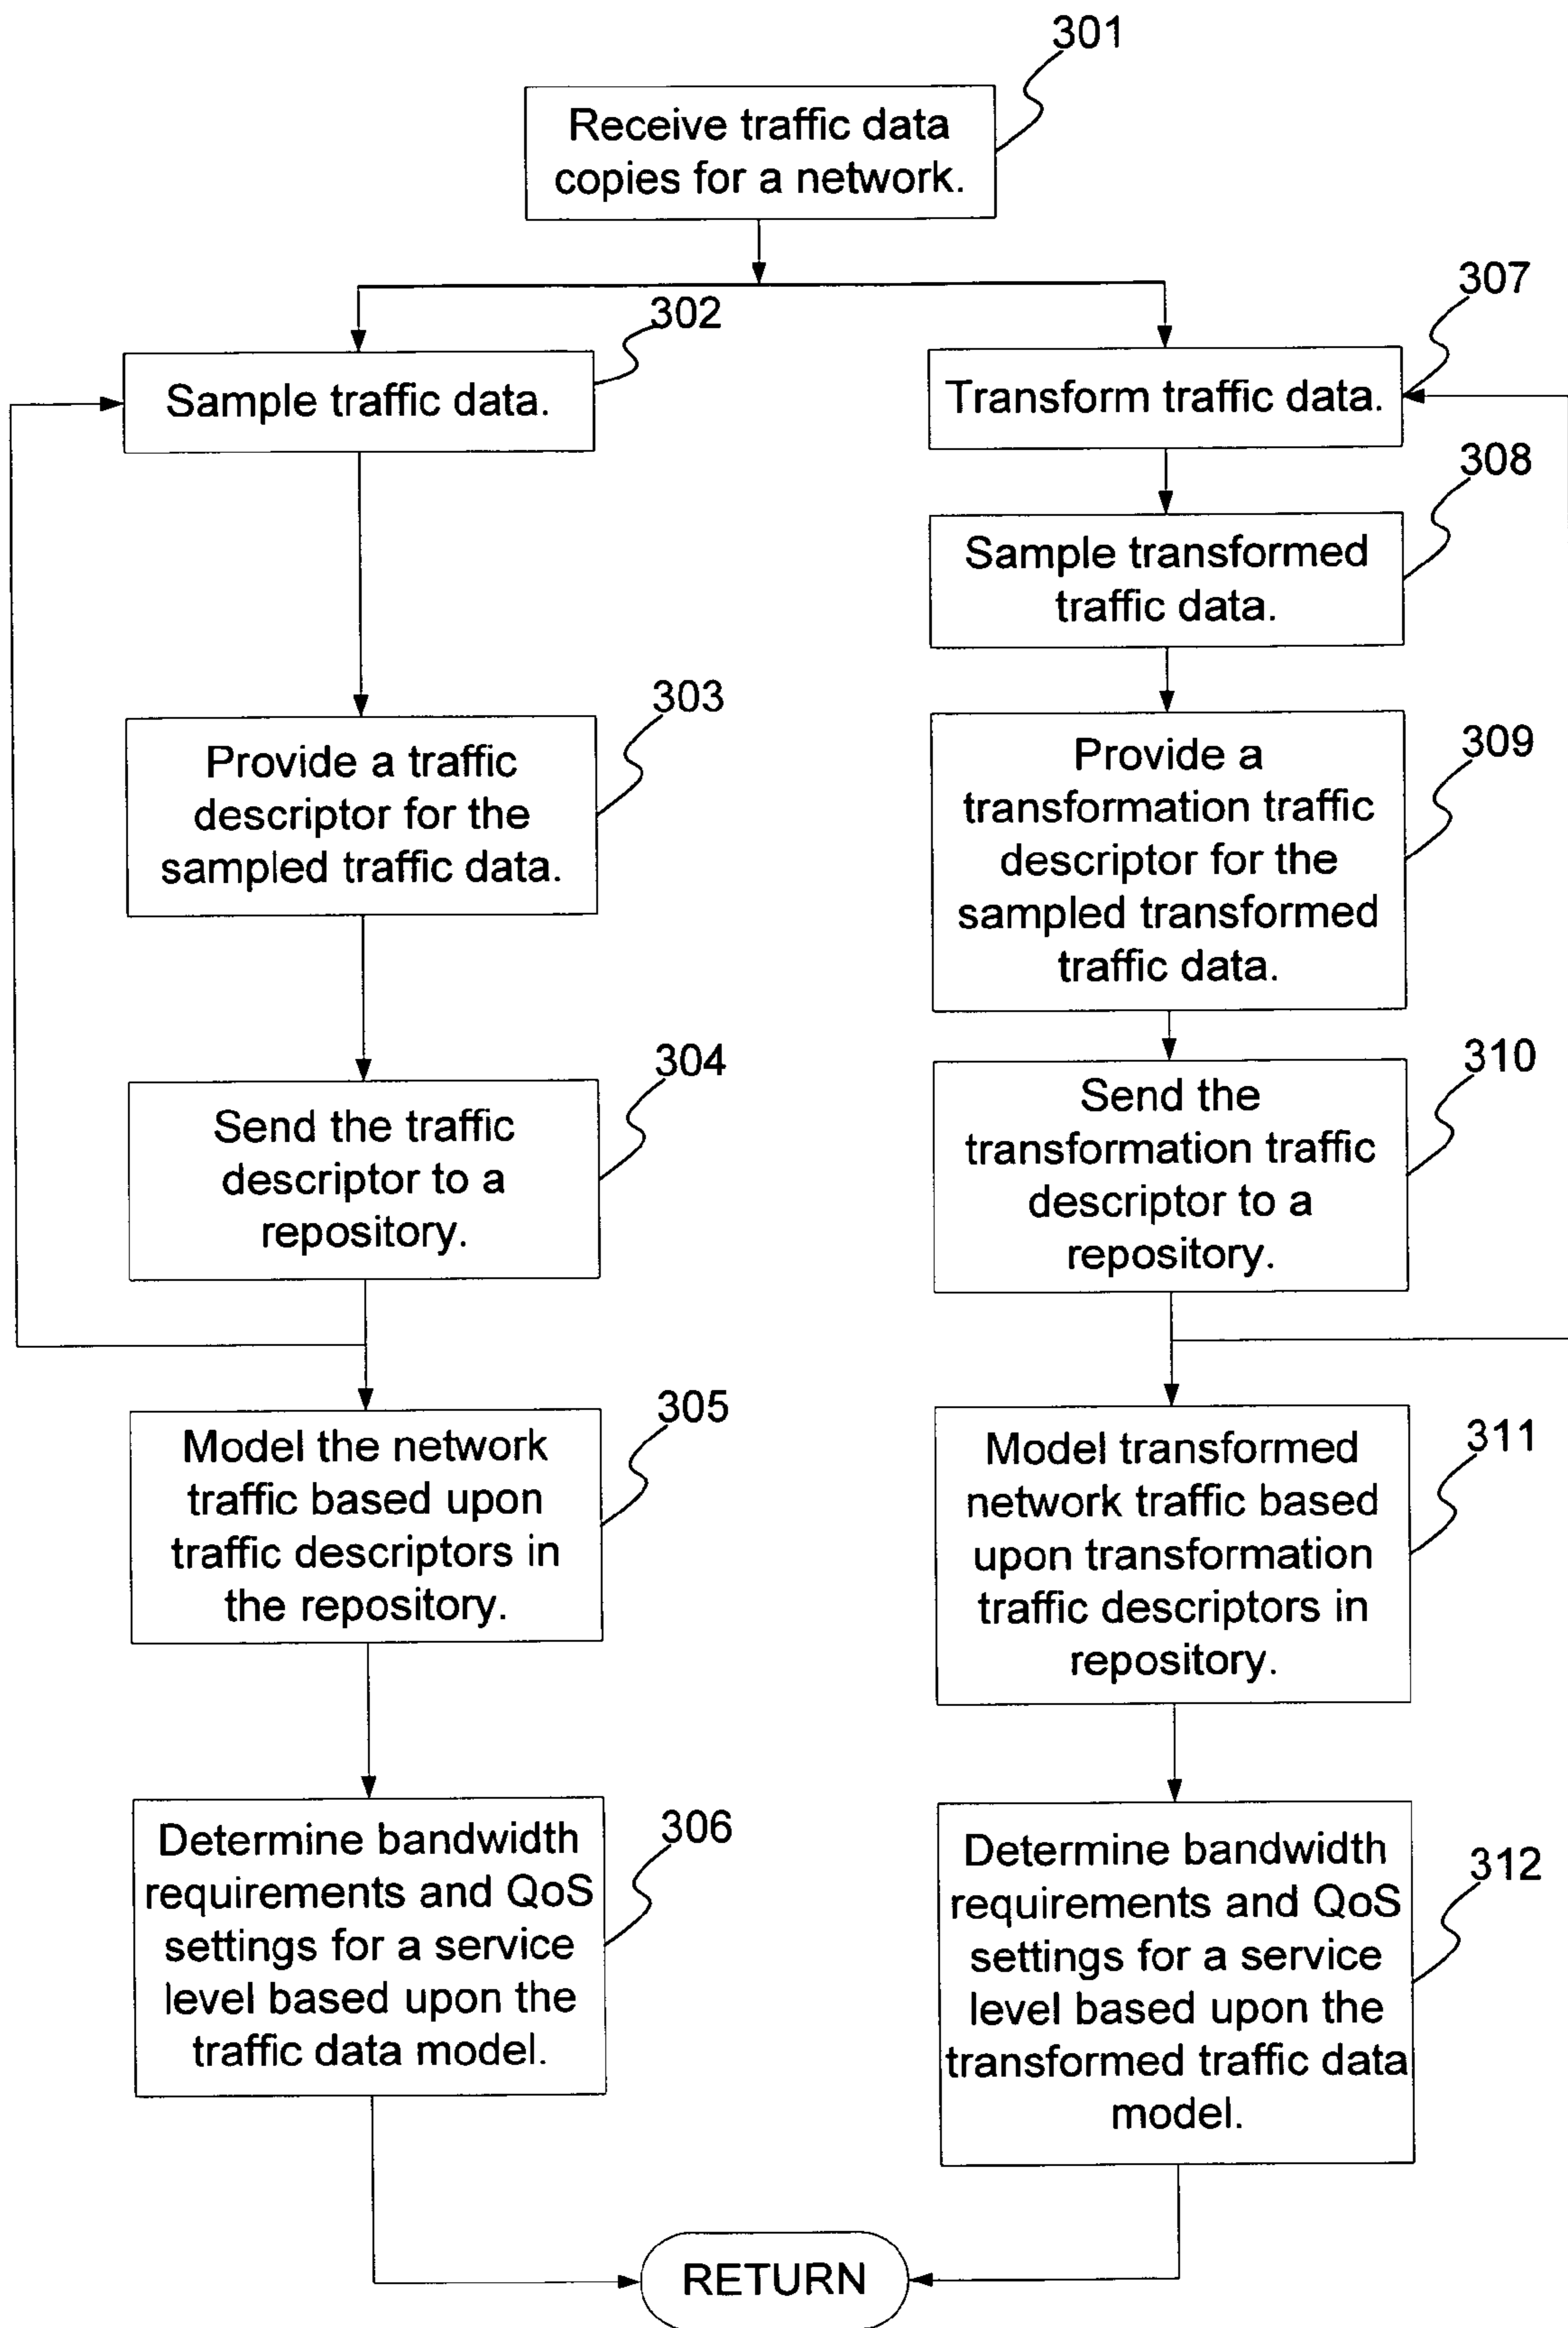 301
Receive traffic data
copies for a network.
302
Sample traffic data.
303
Provide a traffic
descriptor for the
sampled traffic data.
304
Send the traffic
descriptor to a
repository.
305
Model the network
traffic based upon
traffic descriptors in
the repository.
306
Determine bandwidth
requirements and QoS
settings for a service
level based upon the
traffic data model.
307
Transform traffic data.
308
Sample transformed
traffic data.
309
Provide a
transformation traffic
descriptor for the
sampled transformed
traffic data.
310
Send the
transformation traffic
descriptor to a
repository.
311
Model transformed
network traffic based
upon transformation
traffic descriptors in
repository.
312
Determine bandwidth
requirements and QoS
settings for a service
level based upon the
transformed traffic data
model.
RETURN